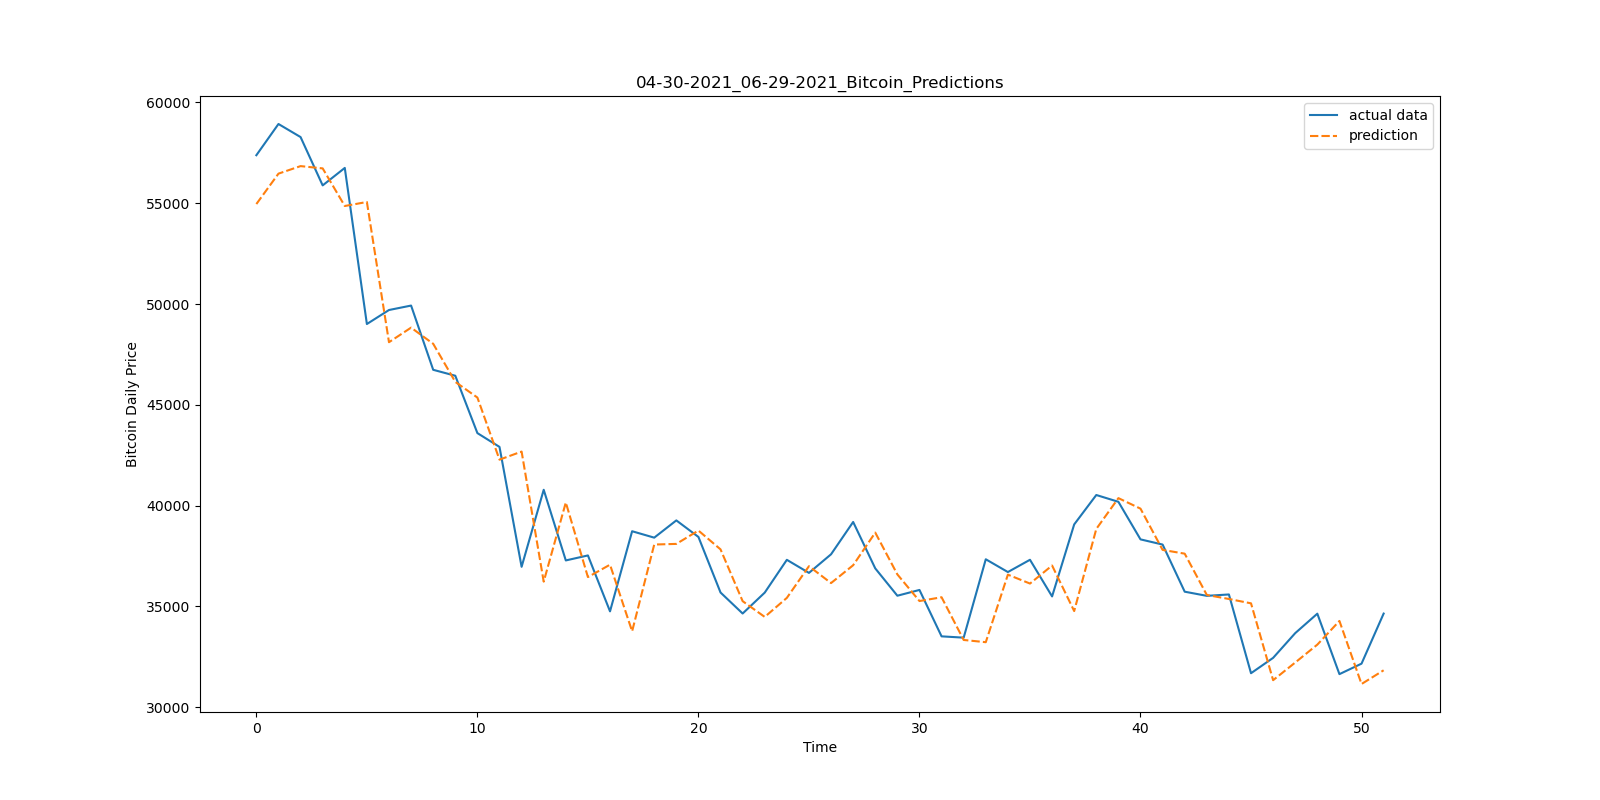 04-30-2021_06-29-2021_Bitcoin_Predictions
60000
55000
50000
45000
40000
35000
30000
Bitcoin Daily Price
actual data
prediction
0 10 20 30 40 50
Time